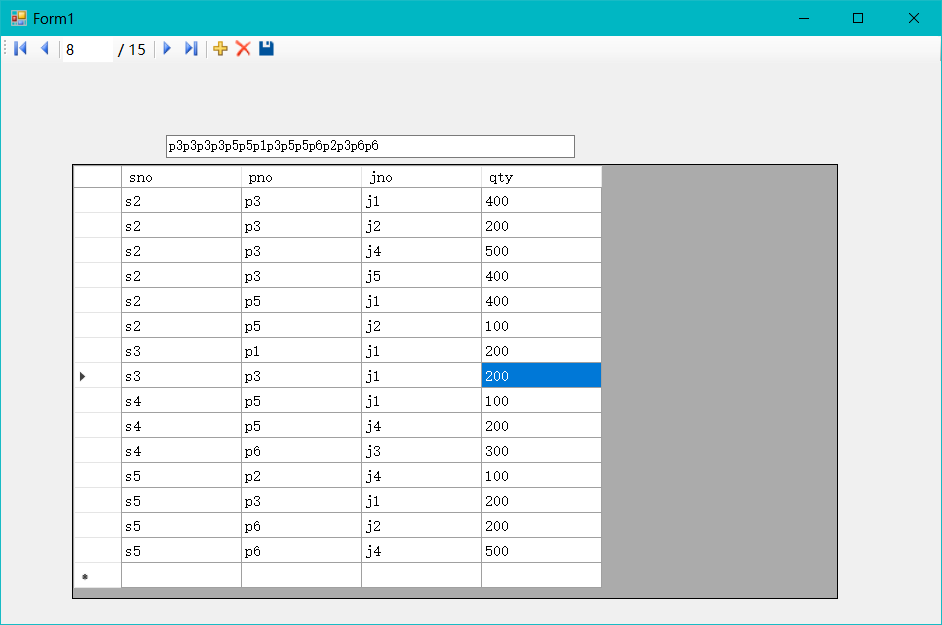 Form1
8 / 15
p3p3p3p3p5p5p1p3p5p5p6p2p3p6p6
sno pno jno qty
s2 p3 j1 400
s2 p3 j2 200
s2 p3 j4 500
s2 p3 j5 400
s2 p5 j1 400
s2 p5 j2 100
s3 p1 j1 200
s3 p3 j1 200
s4 p5 j1 100
s4 p5 j4 200
s4 p6 j3 300
s5 p2 j4 100
s5 p3 j1 200
s5 p6 j2 200
s5 p6 j4 500